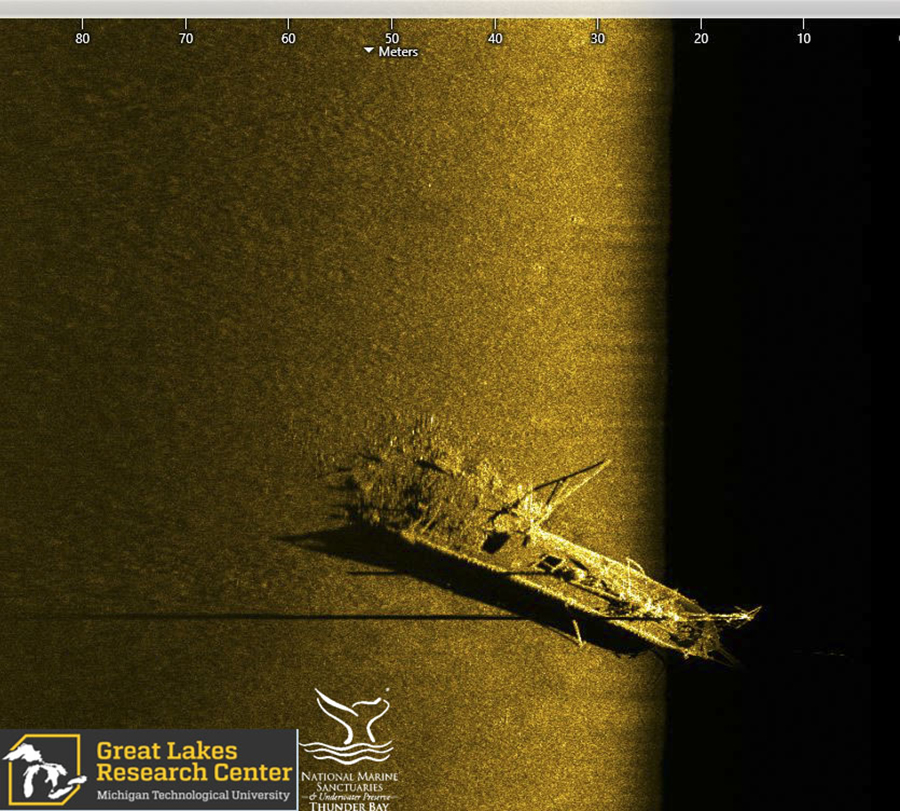 80 70 60 50 40 30 20 10
Meters
Great Lakes
Research Center
Michigan Technological University
National Marine
Sanctuaries
& Underwater Preserve
Thunder Bay